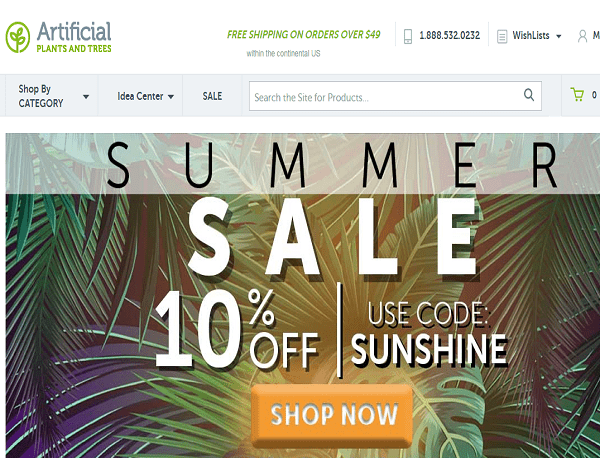 Artificial
PLANTS AND TREES
FREE SHIPPING ON ORDERS OVER $49
within the continental US
1.888.532.0232
WishLists
M
Shop By
CATEGORY
Idea Center
SALE
Search the Site for Products...
0
SUMMER
SALE
10% OFF
USE CODE:
SUNSHINE
SHOP NOW